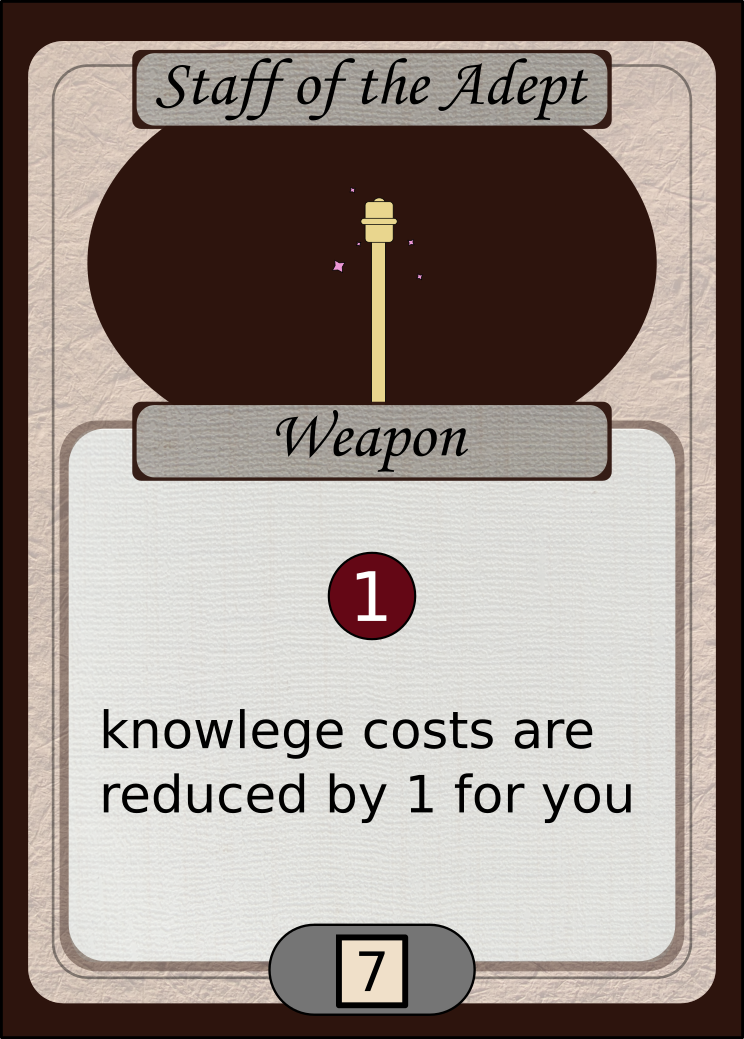 Staff of the Adept
Weapon
1
knowlege costs are
reduced by 1 for you
7